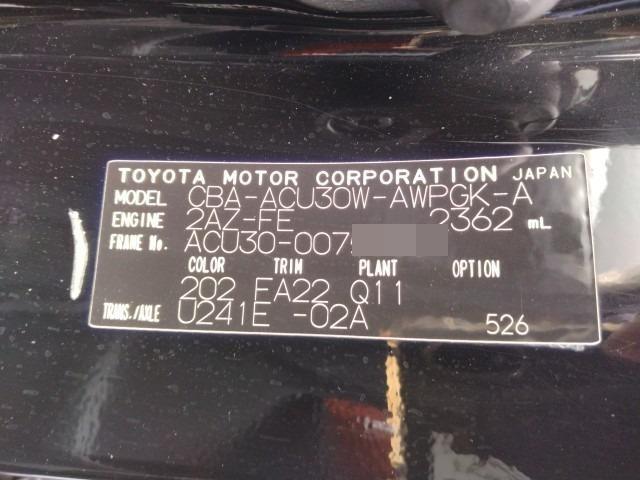 TOYOTA MOTOR CORPORATION JAPAN
MODEL CBA-ACU30W-AWPGK-A
ENGINE 2AZ-FE 2362 mL
FRAME No. ACU30-007
COLOR TRIM PLANT OPTION
202 FA22 Q11
TRANS./AXLE U241E -02A 526